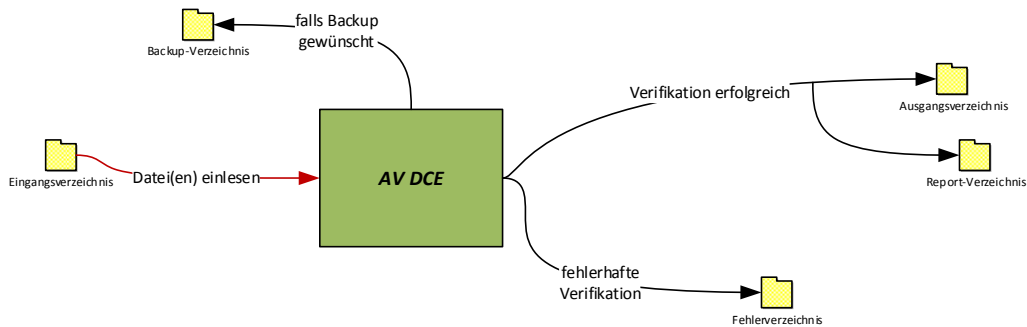 falls Backup
gewünscht
Backup-Verzeichnis
Verifikation erfolgreich
Ausgangsverzeichnis
Eingangsverzeichnis
Datei(en) einlesen
AV DCE
Report-Verzeichnis
fehlerhafte
Verifikation
Fehlerverzeichnis